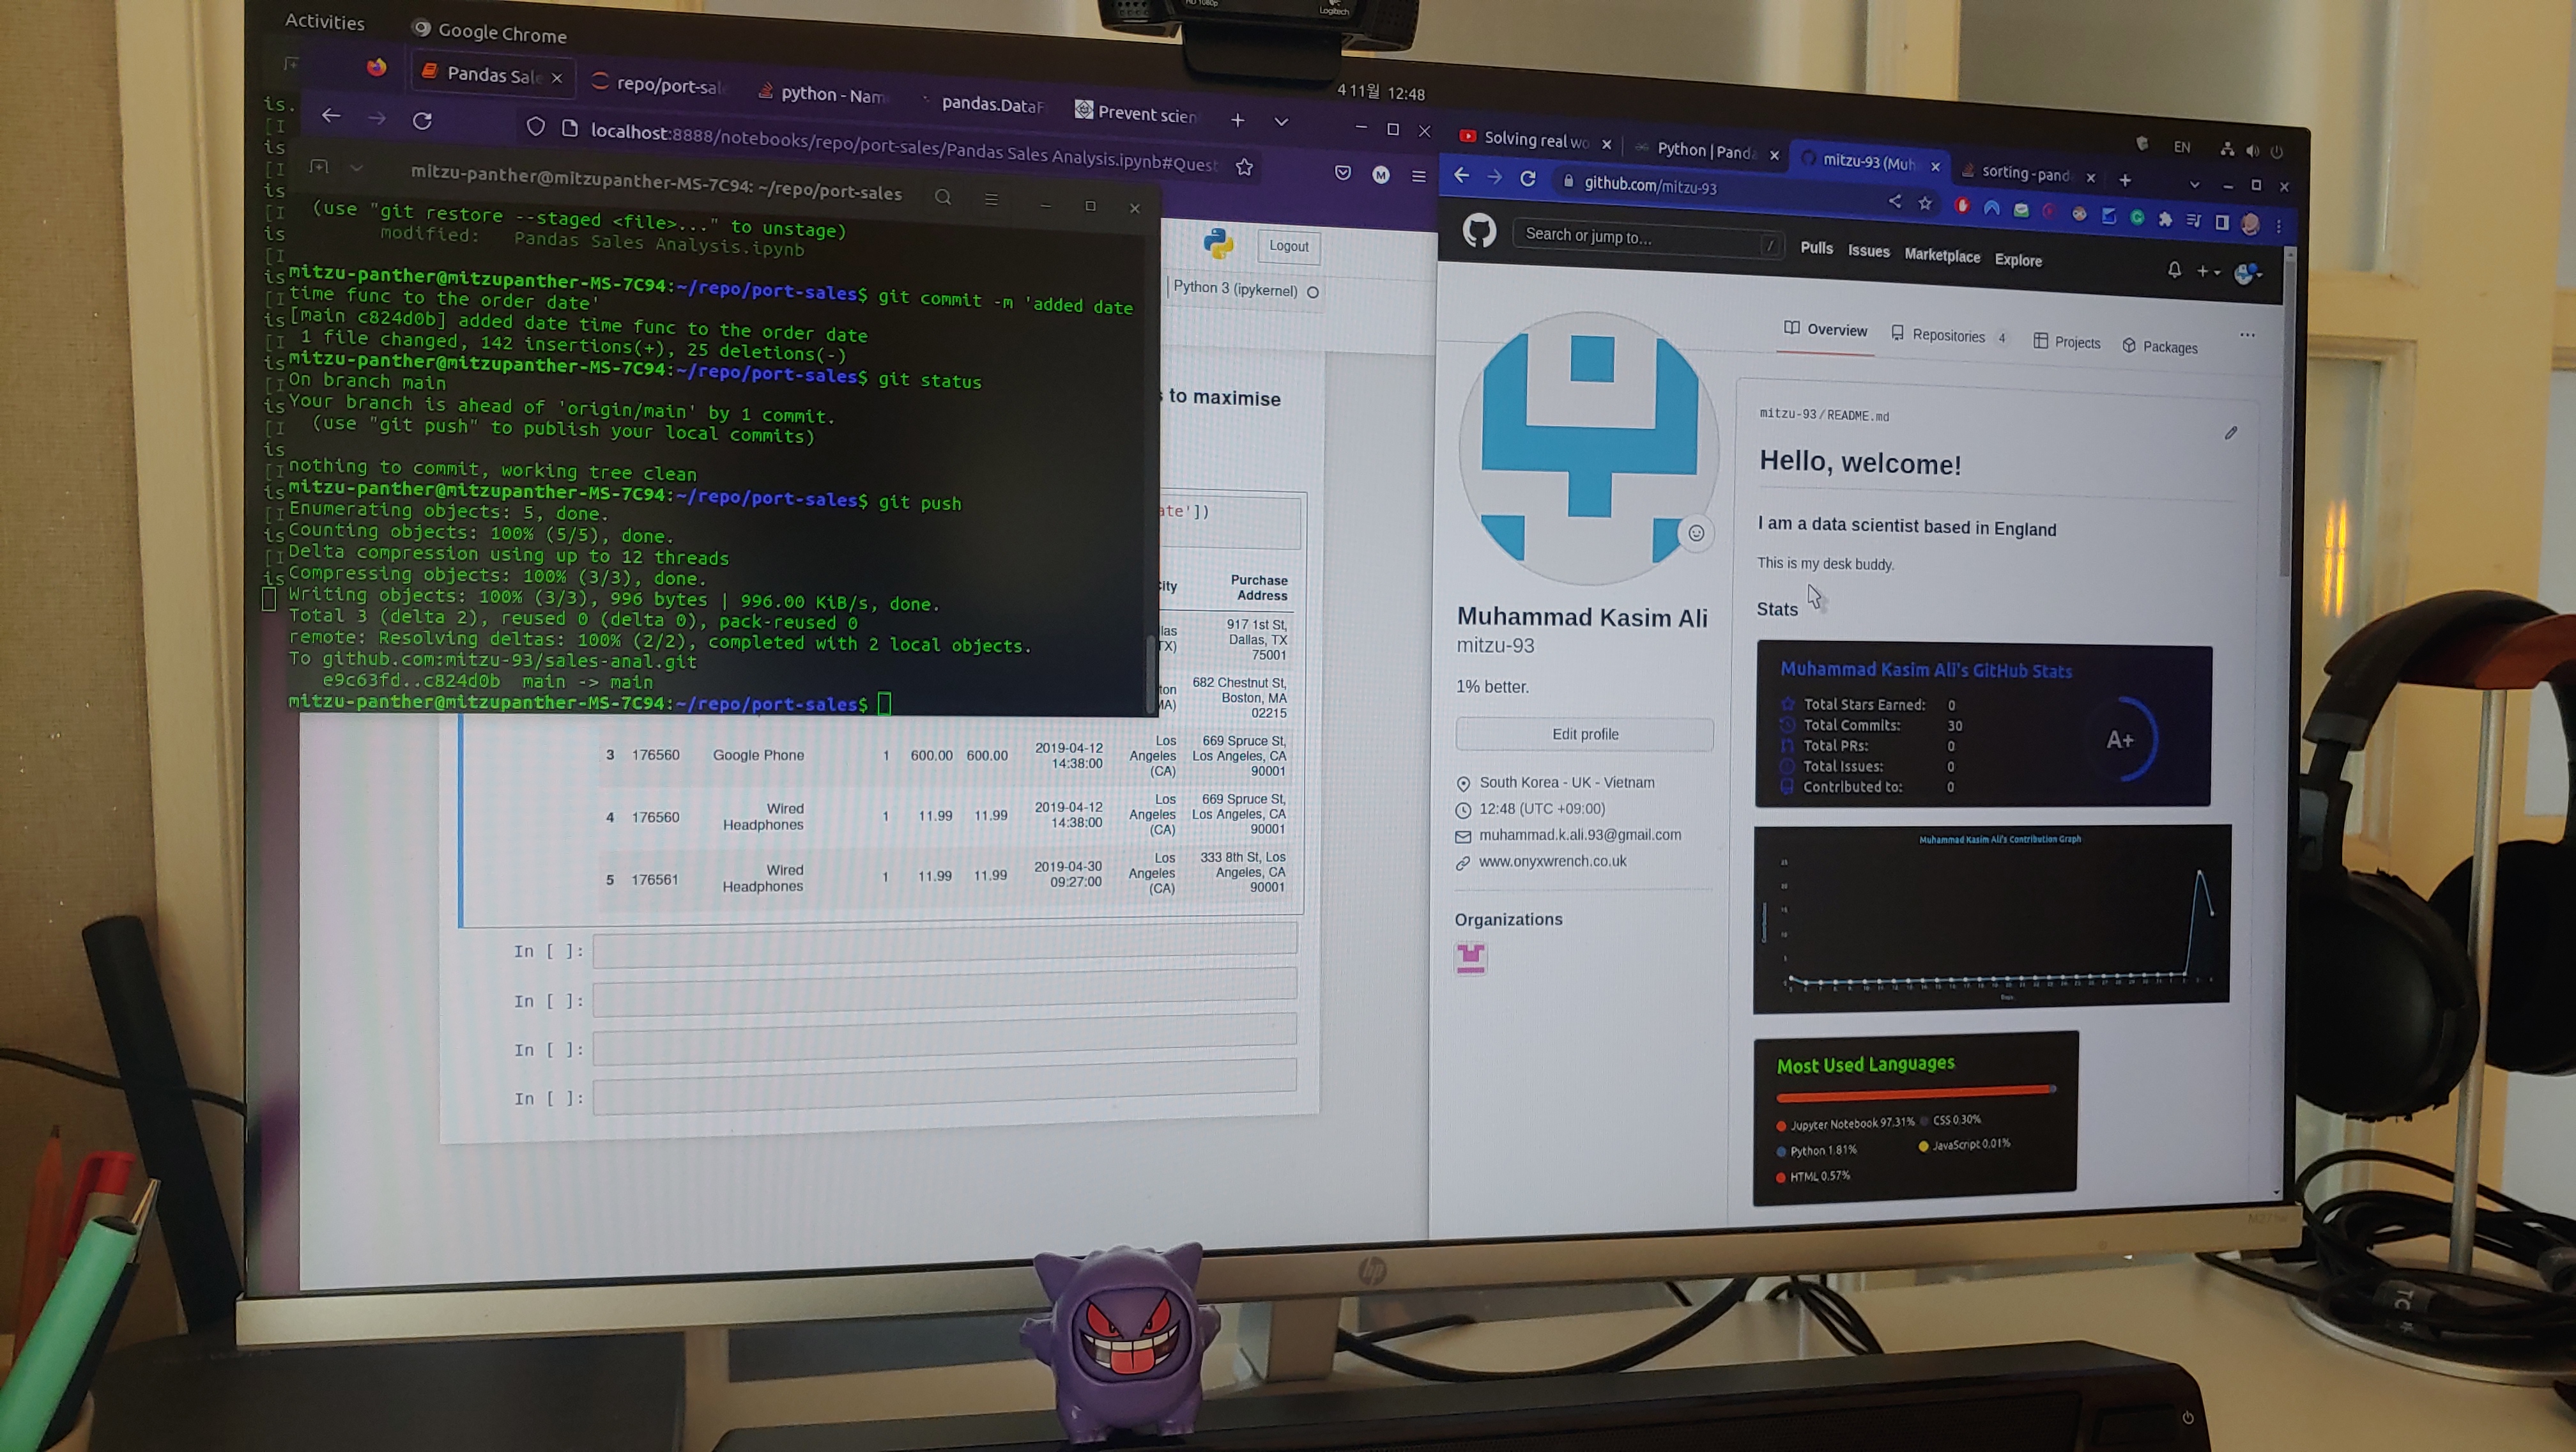 HD 1080p
Logitech
Activities
Google Chrome
4 11월 12:48
EN
Pandas Sale
repo/port-sal
python - Nam
pandas.DataF
Prevent scien
localhost:8888/notebooks/repo/port-sales/Pandas Sales Analysis.ipynb#Quest
M
mitzu-panther@mitzupanther-MS-7C94: ~/repo/port-sales
(use "git restore --staged <file>..." to unstage)
modified: Pandas Sales Analysis.ipynb
mitzu-panther@mitzupanther-MS-7C94:~/repo/port-sales$ git commit -m 'added date
time func to the order date'
[main c824d0b] added date time func to the order date
1 file changed, 142 insertions(+), 25 deletions(-)
mitzu-panther@mitzupanther-MS-7C94:~/repo/port-sales$ git status
On branch main
Your branch is ahead of 'origin/main' by 1 commit.
(use "git push" to publish your local commits)
nothing to commit, working tree clean
mitzu-panther@mitzupanther-MS-7C94:~/repo/port-sales$ git push
Enumerating objects: 5, done.
Counting objects: 100% (5/5), done.
Delta compression using up to 12 threads
Compressing objects: 100% (3/3), done.
Writing objects: 100% (3/3), 996 bytes | 996.00 KiB/s, done.
Total 3 (delta 2), reused 0 (delta 0), pack-reused 0
remote: Resolving deltas: 100% (2/2), completed with 2 local objects.
To github.com:mitzu-93/sales-anal.git
e9c63fd..c824d0b main -> main
mitzu-panther@mitzupanther-MS-7C94:~/repo/port-sales$
is.
[I
is
[I
is
[I
is
[I
is
[I
is
[I
is
[I
is
[I
is
[I
is
[I
is
[I
is
[I
is
Logout
Python 3 (ipykernel)
s to maximise
ate'])
ity
Purchase
Address
las
TX)
917 1st St,
Dallas, TX
75001
ton
MA)
682 Chestnut St,
Boston, MA
02215
3 176560 Google Phone 1 600.00 600.00 2019-04-12 14:38:00 Los Angeles (CA) 669 Spruce St, Los Angeles, CA 90001
4 176560 Wired Headphones 1 11.99 11.99 2019-04-12 14:38:00 Los Angeles (CA) 669 Spruce St, Los Angeles, CA 90001
5 176561 Wired Headphones 1 11.99 11.99 2019-04-30 09:27:00 Los Angeles (CA) 333 8th St, Los Angeles, CA 90001
In [ ]:
In [ ]:
In [ ]:
In [ ]:
Solving real wo
Python | Panda
mitzu-93 (Muh
sorting - pand
github.com/mitzu-93
Search or jump to...
/
Pulls Issues Marketplace Explore
Overview
Repositories 4
Projects
Packages
Muhammad Kasim Ali
mitzu-93
1% better.
Edit profile
South Korea - UK - Vietnam
12:48 (UTC +09:00)
muhammad.k.ali.93@gmail.com
www.onyxwrench.co.uk
Organizations
mitzu-93/README.md
Hello, welcome!
I am a data scientist based in England
This is my desk buddy.
Stats
Muhammad Kasim Ali's GitHub Stats
Total Stars Earned: 0
Total Commits: 30
Total PRs: 0
Total Issues: 0
Contributed to: 0
A+
Muhammad Kasim Ali's Contribution Graph
Days
Most Used Languages
Jupyter Notebook 97.31%
CSS 0.30%
Python 1.81%
JavaScript 0.01%
HTML 0.57%
hp